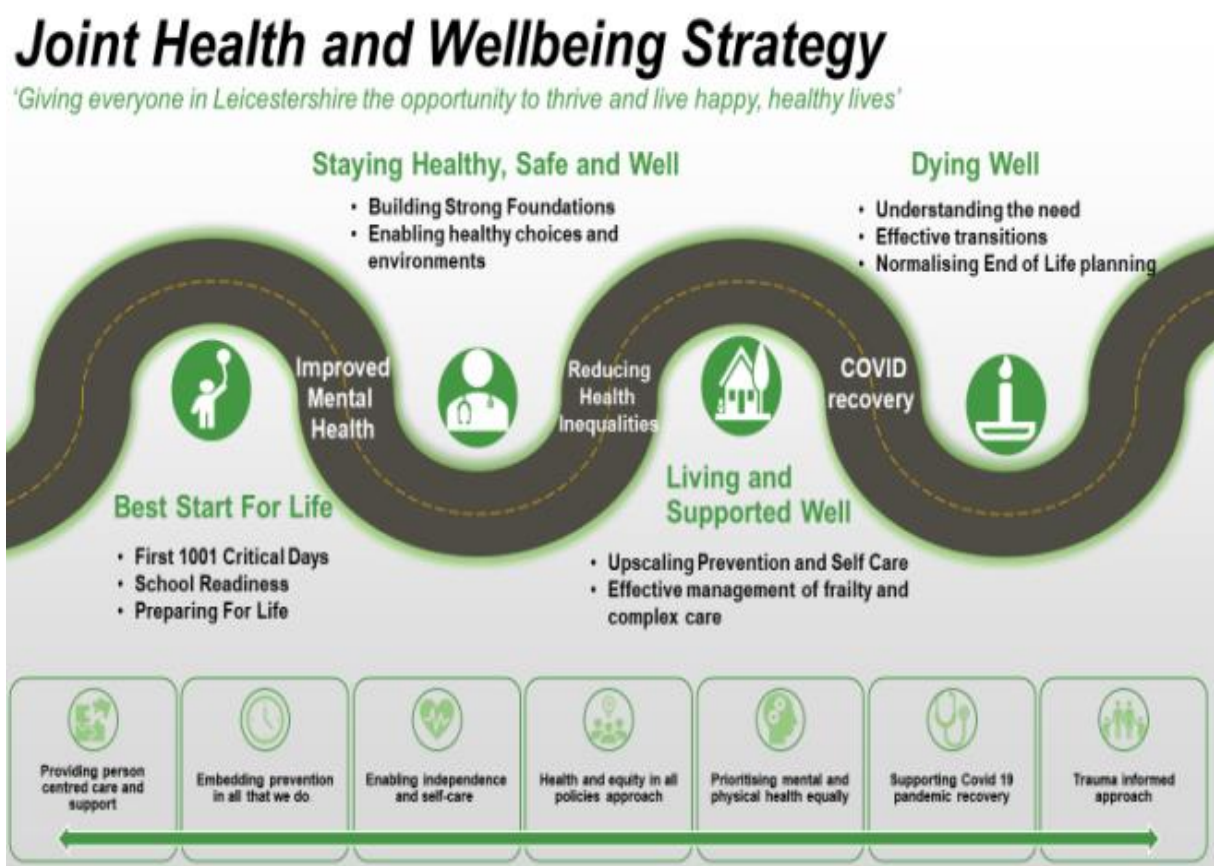 Joint Health and Wellbeing Strategy
'Giving everyone in Leicestershire the opportunity to thrive and live happy, healthy lives'
Staying Healthy, Safe and Well
• Building Strong Foundations
• Enabling healthy choices and
environments
Dying Well
• Understanding the need
• Effective transitions
• Normalising End of Life planning
Improved
Mental
Health
Reducing
Health
Inequalities
COVID
recovery
Best Start For Life
• First 1001 Critical Days
• School Readiness
• Preparing For Life
Living and
Supported Well
• Upscaling Prevention and Self Care
• Effective management of frailty and
complex care
Providing person
centred care and
support
Embedding prevention
in all that we do
Enabling independence
and self-care
Health and equity in all
policies approach
Prioritising mental and
physical health equally
Supporting Covid 19
pandemic recovery
Trauma informed
approach